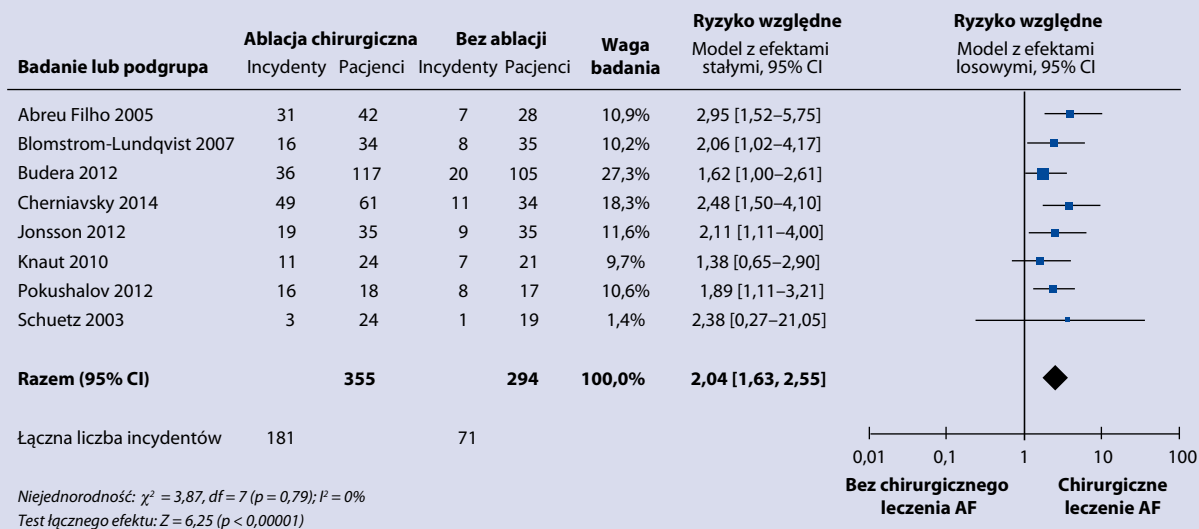 Ryzyko względne Ryzyko względne
Ablacja chirurgiczna Bez ablacji Waga Model z efektami Model z efektami
Badanie lub podgrupa Incydenty Pacjenci Incydenty Pacjenci badania stałymi, 95% CI losowymi, 95% CI
Abreu Filho 2005 31 42 7 28 10,9% 2,95 [1,52–5,75]
Blomstrom-Lundqvist 2007 16 34 8 35 10,2% 2,06 [1,02–4,17]
Budera 2012 36 117 20 105 27,3% 1,62 [1,00–2,61]
Cherniavsky 2014 49 61 11 34 18,3% 2,48 [1,50–4,10]
Jonsson 2012 19 35 9 35 11,6% 2,11 [1,11–4,00]
Knaut 2010 11 24 7 21 9,7% 1,38 [0,65–2,90]
Pokushalov 2012 16 18 8 17 10,6% 1,89 [1,11–3,21]
Schuetz 2003 3 24 1 19 1,4% 2,38 [0,27–21,05]
Razem (95% CI) 355 294 100,0% 2,04 [1,63, 2,55]
Łączna liczba incydentów 181 71
0,01 0,1 1 10 100
Bez chirurgicznego Chirurgiczne
leczenia AF leczenie AF
Niejednorodność: χ² = 3,87, df = 7 (p = 0,79); I² = 0%
Test łącznego efektu: Z = 6,25 (p < 0,00001)